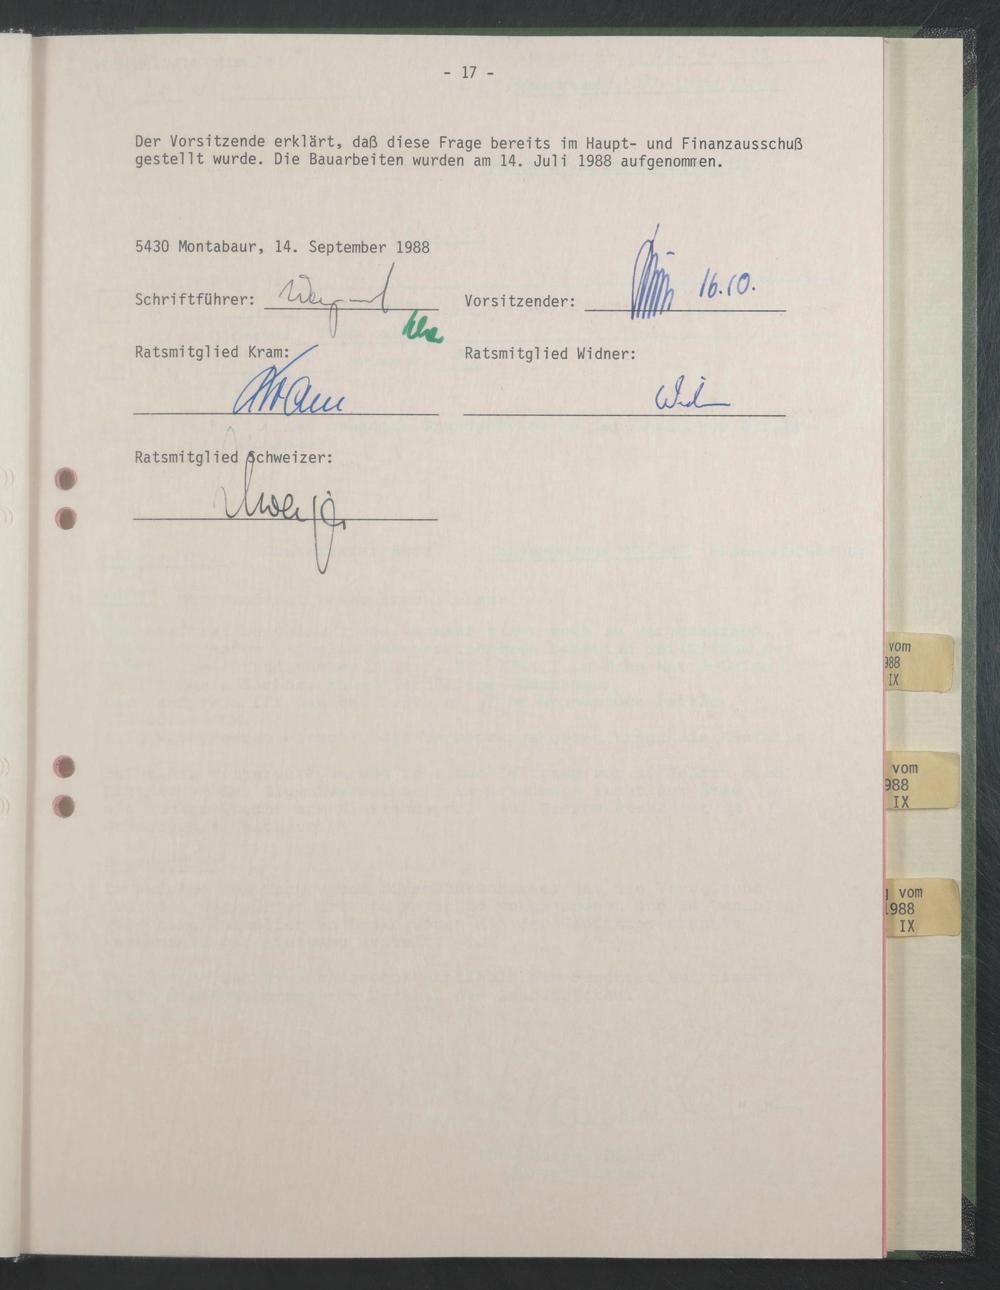 - 17 -
Der Vorsitzende erklärt, daß diese Frage bereits im Haupt- und Finanzausschuß
gestellt wurde. Die Bauarbeiten wurden am 14. Juli 1988 aufgenommen.
5430 Montabaur, 14. September 1988
Schriftführer:
Vorsitzender: 16.10.
Ratsmitglied Kram:
Ratsmitglied Widner:
Kram
Ratsmitglied Schweizer:
vom
988
IX
vom
988
IX
g vom
1988
IX